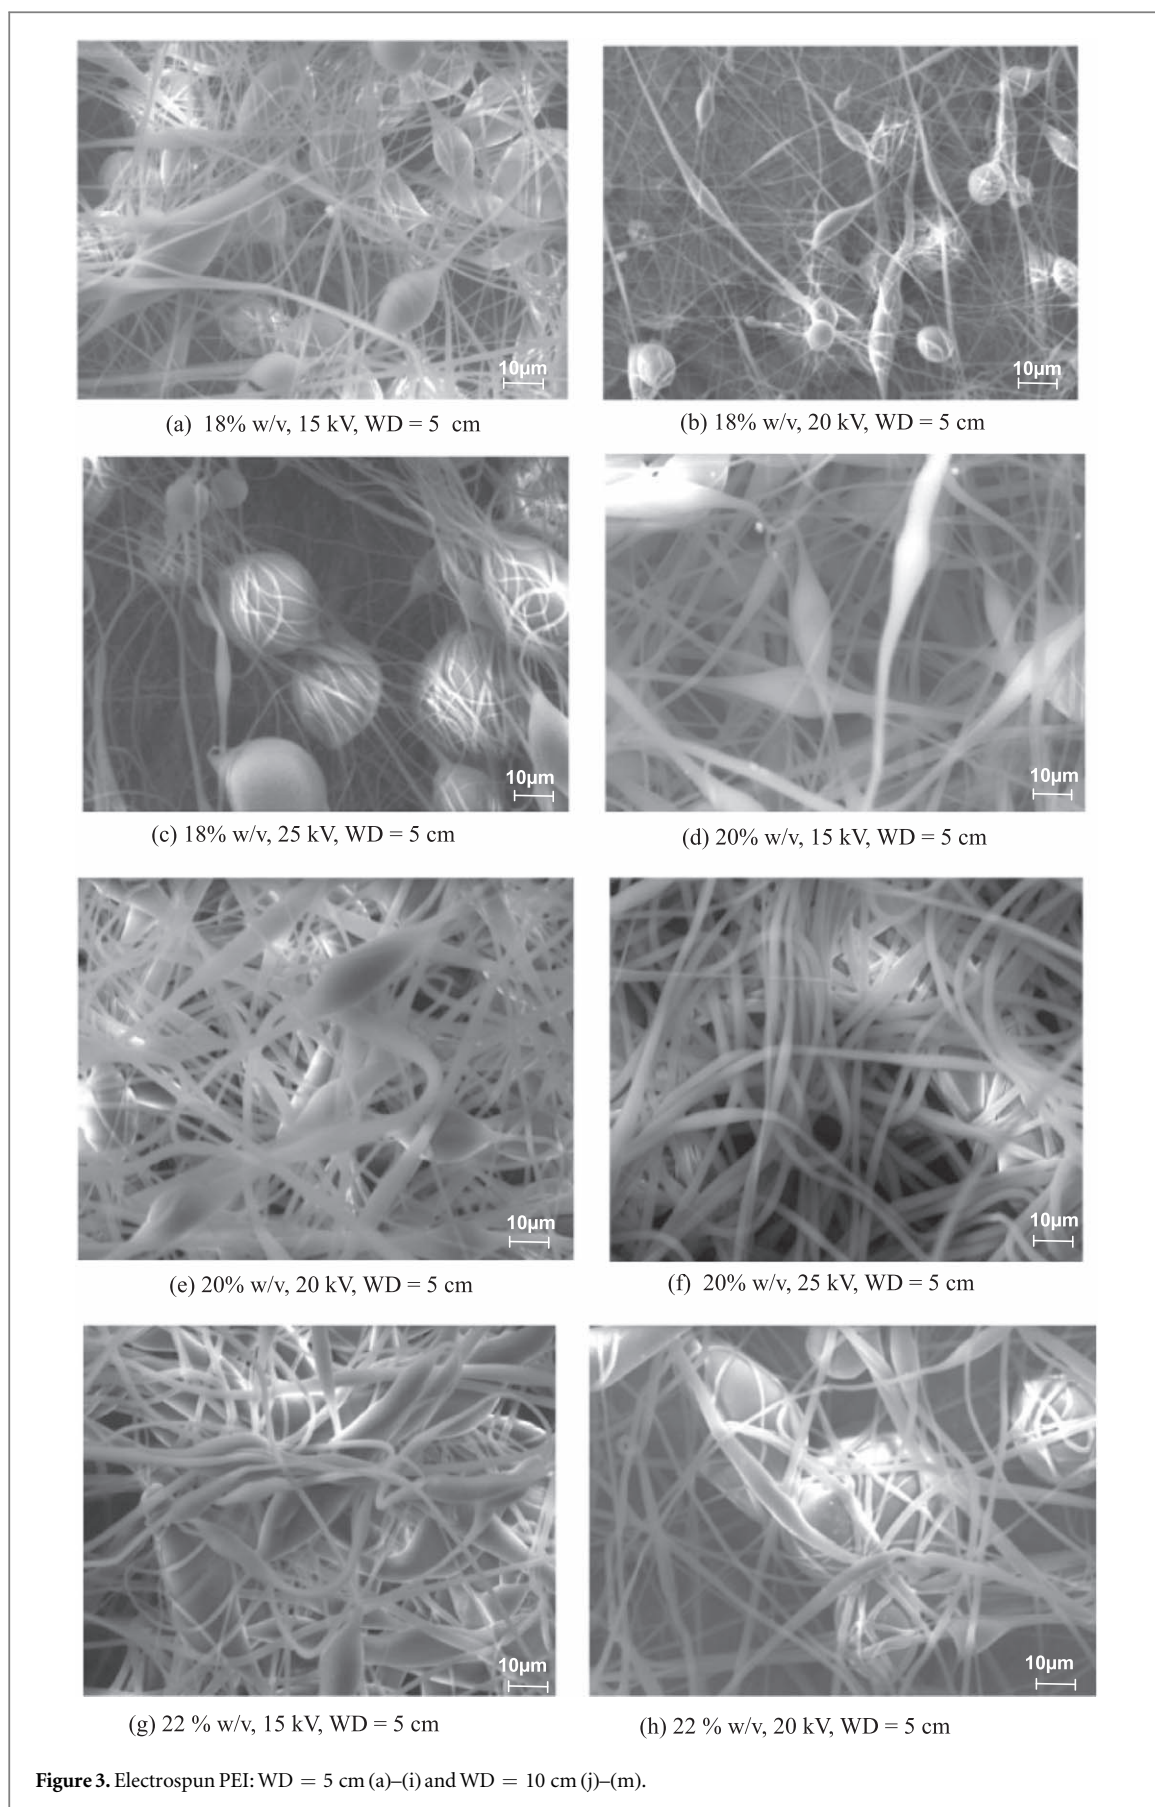 10μm
10μm
(a) 18% w/v, 15 kV, WD = 5 cm
(b) 18% w/v, 20 kV, WD = 5 cm
10μm
10μm
(c) 18% w/v, 25 kV, WD = 5 cm
(d) 20% w/v, 15 kV, WD = 5 cm
10μm
10μm
(e) 20% w/v, 20 kV, WD = 5 cm
(f) 20% w/v, 25 kV, WD = 5 cm
10μm
10μm
(g) 22 % w/v, 15 kV, WD = 5 cm
(h) 22 % w/v, 20 kV, WD = 5 cm
Figure 3. Electrospun PEI: WD = 5 cm (a)–(i) and WD = 10 cm (j)–(m).